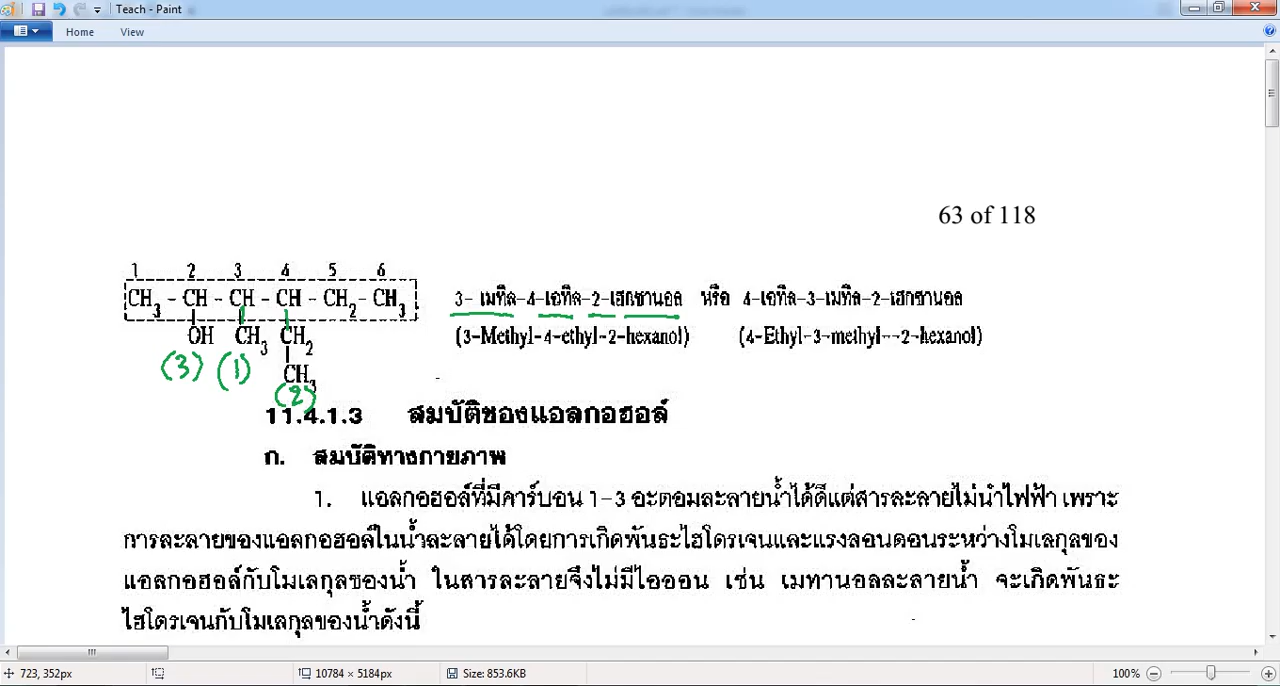 Teach - Paint
Home View
63 of 118
1 2 3 4 5 6
CH3 - CH - CH - CH - CH2 - CH3
OH CH3 CH2
CH3
(3) (1)
(2)
3- เมทิล-4-เอทิล-2-เฮกซานอล หรือ 4-เอทิล-3-เมทิล-2-เฮกซานอล
(3-Methyl-4-ethyl-2-hexanol) (4-Ethyl-3-methyl--2-hexanol)
11.4.1.3 สมบัติของแอลกอฮอล์
ก. สมบัติทางกายภาพ
1. แอลกอฮอล์ที่มีคาร์บอน 1-3 อะตอมละลายน้ำได้ดีแต่สารละลายไม่นำไฟฟ้า เพราะ
การละลายของแอลกอฮอล์ในน้ำละลายได้โดยการเกิดพันธะไฮโดรเจนและแรงลอนดอนระหว่างโมเลกุลของ
แอลกอฮอล์กับโมเลกุลของน้ำ ในสารละลายจึงไม่มีไอออน เช่น เมทานอลละลายน้ำ จะเกิดพันธะ
ไฮโดรเจนกับโมเลกุลของน้ำดังนี้
723, 352px 10784 × 5184px Size: 853.6KB 100%